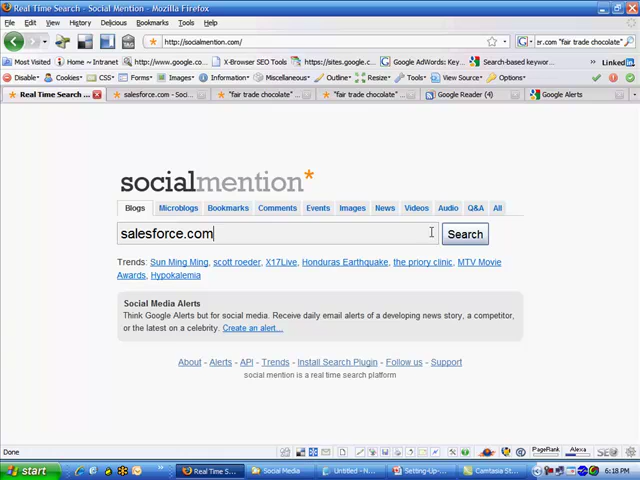 Real Time Search - Social Mention - Mozilla Firefox
File Edit View History Delicious Bookmarks Tools Help
http://socialmention.com/
er.com "fair trade chocolate"
Most Visited Home ~ Intranet http://del.icio.us/ X-Browser SEO Tools https://sites.google.c... Google AdWords: Key... Search-based keywor... Linked
Disable Cookies CSS Forms Images Information Miscellaneous Outline Resize Tools View Source Options
Real Time Search ... salesforce.com - Soci... "fair trade chocolate" ... "fair trade chocolate" ... Google Reader (4) Google Alerts
socialmention*
Blogs Microblogs Bookmarks Comments Events Images News Videos Audio Q&A All
salesforce.com
Search
Trends: Sun Ming Ming, scott roeder, X17Live, Honduras Earthquake, the priory clinic, MTV Movie
Awards, Hypokalemia
Social Media Alerts
Think Google Alerts but for social media. Receive daily email alerts of a developing news story, a competitor,
or the latest on a celebrity. Create an alert...
About - Alerts - API - Trends - Install Search Plugin - Follow us - Support
social mention is a real time search platform
Done
PageRank Alexa
start
Real Time S... Social Media Untitled - N... Setting-Up-... Camtasia St...
6:18 PM